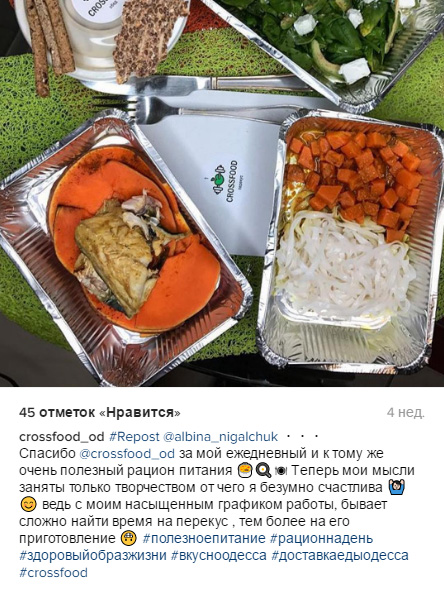 CROSSFOOD
CROSSFOOD
45 отметок «Нравится» 4 нед.
crossfood_od #Repost @albina_nigalchuk ・・・
Спасибо @crossfood_od за мой ежедневный и к тому же
очень полезный рацион питания 🍔🍳🍽 Теперь мои мысли
заняты только творчеством от чего я безумно счастлива 🙆
😊 ведь с моим насыщенным графиком работы, бывает
сложно найти время на перекус , тем более на его
приготовление 🤔 #полезноепитание #рационнадень
#здоровыйобразжизни #вкусноодесса #доставкаедыодесса
#crossfood